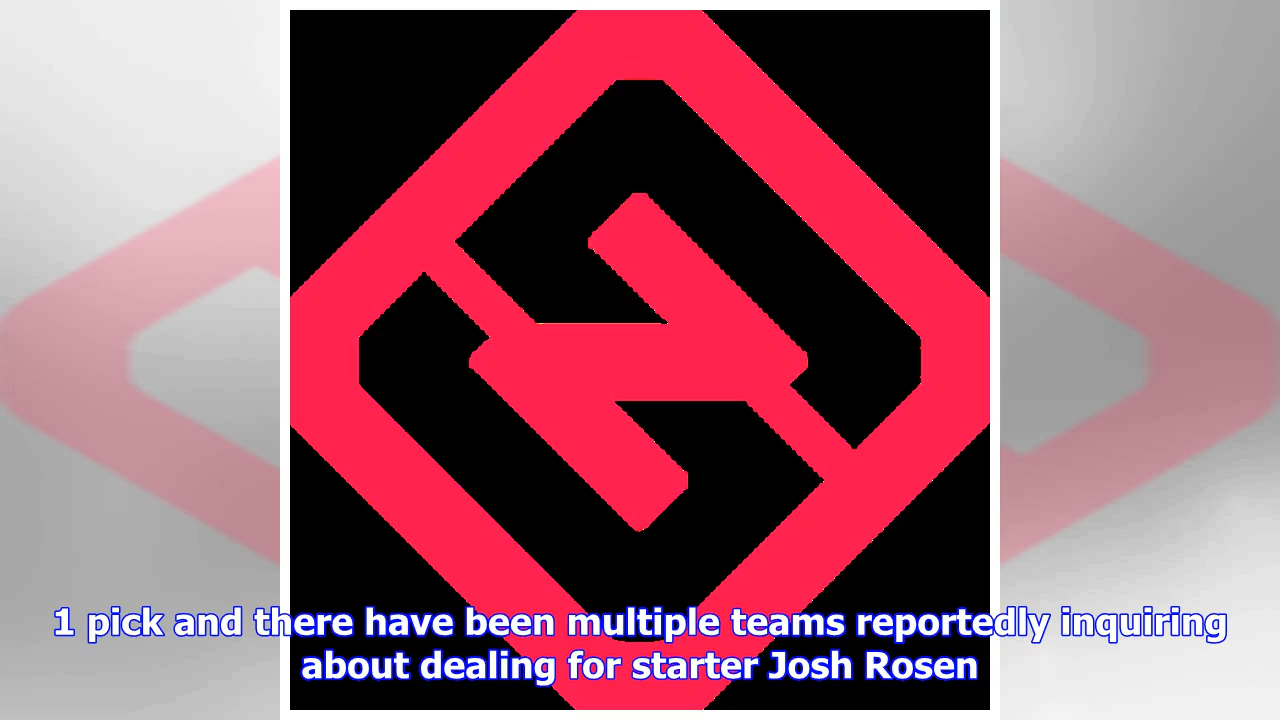 1 pick and there have been multiple teams reportedly inquiring
about dealing for starter Josh Rosen